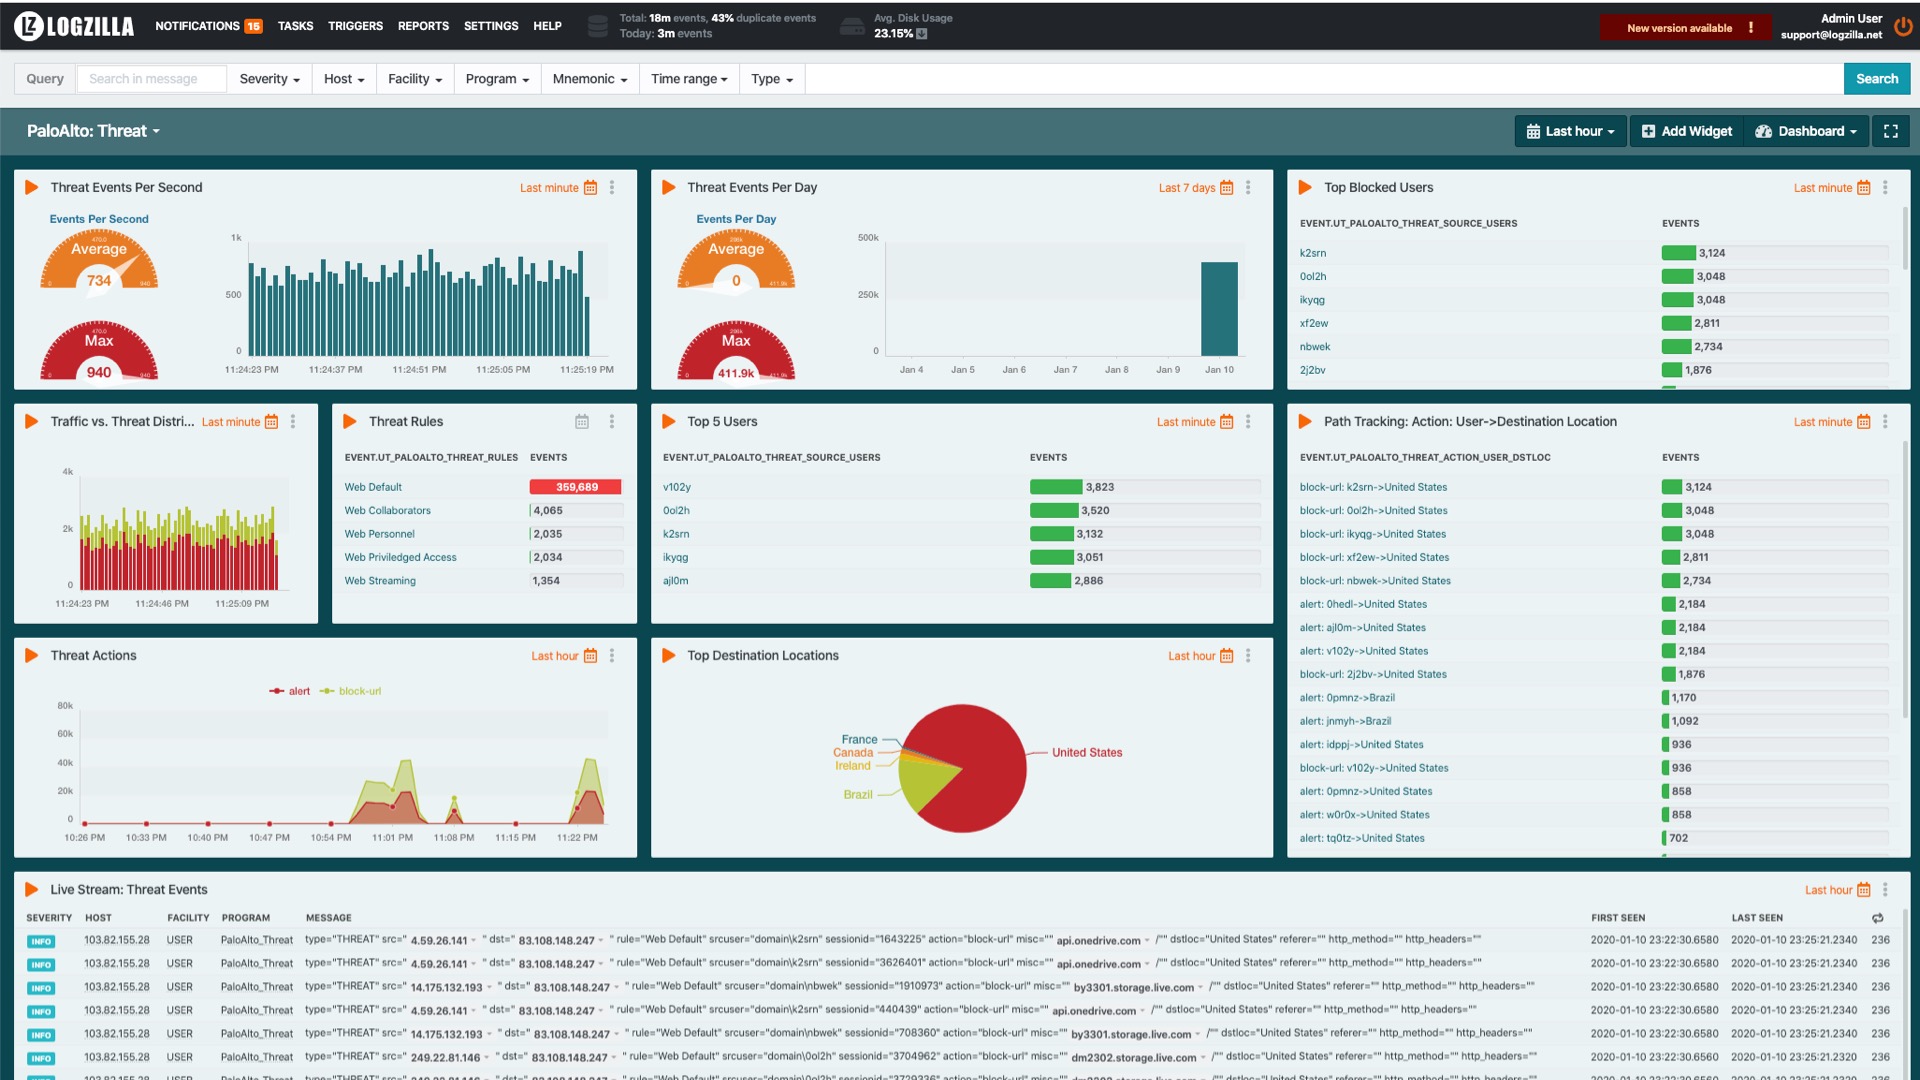 LOGZILLA NOTIFICATIONS 15 TASKS TRIGGERS REPORTS SETTINGS HELP
Total: 18m events, 43% duplicate events
Today: 3m events
Avg. Disk Usage
23.15%
New version available !
Admin User
support@logzilla.net
Query Search in message Severity Host Facility Program Mnemonic Time range Type Search
PaloAlto: Threat Last hour Add Widget Dashboard
Threat Events Per Second Last minute
Events Per Second
470.0
Average
734
0 940
470.0
Max
940
0 940
1k
500
0
11:24:23 PM 11:24:37 PM 11:24:51 PM 11:25:05 PM 11:25:19 PM
Threat Events Per Day Last 7 days
Events Per Day
Average
0
0 411.9k
Max
411.9k
0 411.9k
500k
250k
0
Jan 4 Jan 5 Jan 6 Jan 7 Jan 8 Jan 9 Jan 10
Top Blocked Users Last minute
EVENT.UT_PALOALTO_THREAT_SOURCE_USERS EVENTS
k2srn 3,124
0ol2h 3,048
ikyqg 3,048
xf2ew 2,811
nbwek 2,734
2j2bv 1,876
Traffic vs. Threat Distri... Last minute
4k
2k
0
11:24:23 PM 11:24:46 PM 11:25:09 PM
Threat Rules
EVENT.UT_PALOALTO_THREAT_RULES EVENTS
Web Default 359,689
Web Collaborators 4,065
Web Personnel 2,035
Web Priviledged Access 2,034
Web Streaming 1,354
Top 5 Users Last minute
EVENT.UT_PALOALTO_THREAT_SOURCE_USERS EVENTS
v102y 3,823
0ol2h 3,520
k2srn 3,132
ikyqg 3,051
ajl0m 2,886
Path Tracking: Action: User->Destination Location Last minute
EVENT.UT_PALOALTO_THREAT_ACTION_USER_DSTLOC EVENTS
block-url: k2srn->United States 3,124
block-url: 0ol2h->United States 3,048
block-url: ikyqg->United States 3,048
block-url: xf2ew->United States 2,811
block-url: nbwek->United States 2,734
alert: 0hedl->United States 2,184
alert: ajl0m->United States 2,184
alert: v102y->United States 2,184
block-url: 2j2bv->United States 1,876
alert: 0pmnz->Brazil 1,170
alert: jnmyh->Brazil 1,092
alert: idppj->United States 936
block-url: v102y->United States 936
alert: 0pmnz->United States 858
alert: w0r0x->United States 858
alert: tq0tz->United States 702
Threat Actions Last hour
alert block-url
80k
60k
40k
20k
0
10:26 PM 10:33 PM 10:40 PM 10:47 PM 10:54 PM 11:01 PM 11:08 PM 11:15 PM 11:22 PM
Top Destination Locations Last hour
France
Canada
Ireland
Brazil
United States
Live Stream: Threat Events Last hour
SEVERITY HOST FACILITY PROGRAM MESSAGE FIRST SEEN LAST SEEN
INFO 103.82.155.28 USER PaloAlto_Threat type="THREAT" src=" 4.59.26.141 " dst=" 83.108.148.247 " rule="Web Default" srcuser="domain\k2srn" sessionid="1643225" action="block-url" misc="" api.onedrive.com /"" dstloc="United States" referer="" http_method="" http_headers="" 2020-01-10 23:22:30.6580 2020-01-10 23:25:21.2340 236
INFO 103.82.155.28 USER PaloAlto_Threat type="THREAT" src=" 4.59.26.141 " dst=" 83.108.148.247 " rule="Web Default" srcuser="domain\k2srn" sessionid="3626401" action="block-url" misc="" api.onedrive.com /"" dstloc="United States" referer="" http_method="" http_headers="" 2020-01-10 23:22:30.6580 2020-01-10 23:25:21.2340 236
INFO 103.82.155.28 USER PaloAlto_Threat type="THREAT" src=" 14.175.132.193 " dst=" 83.108.148.247 " rule="Web Default" srcuser="domain\nbwek" sessionid="1910973" action="block-url" misc="" by3301.storage.live.com /"" dstloc="United States" referer="" http_method="" http_headers="" 2020-01-10 23:22:30.6580 2020-01-10 23:25:21.2340 236
INFO 103.82.155.28 USER PaloAlto_Threat type="THREAT" src=" 4.59.26.141 " dst=" 83.108.148.247 " rule="Web Default" srcuser="domain\k2srn" sessionid="440439" action="block-url" misc="" api.onedrive.com /"" dstloc="United States" referer="" http_method="" http_headers="" 2020-01-10 23:22:30.6580 2020-01-10 23:25:21.2340 236
INFO 103.82.155.28 USER PaloAlto_Threat type="THREAT" src=" 14.175.132.193 " dst=" 83.108.148.247 " rule="Web Default" srcuser="domain\nbwek" sessionid="708360" action="block-url" misc="" by3301.storage.live.com /"" dstloc="United States" referer="" http_method="" http_headers="" 2020-01-10 23:22:30.6580 2020-01-10 23:25:21.2340 236
INFO 103.82.155.28 USER PaloAlto_Threat type="THREAT" src=" 249.22.81.146 " dst=" 83.108.148.247 " rule="Web Default" srcuser="domain\0ol2h" sessionid="3704962" action="block-url" misc="" dm2302.storage.live.com /"" dstloc="United States" referer="" http_method="" http_headers="" 2020-01-10 23:22:30.6560 2020-01-10 23:25:21.2320 236